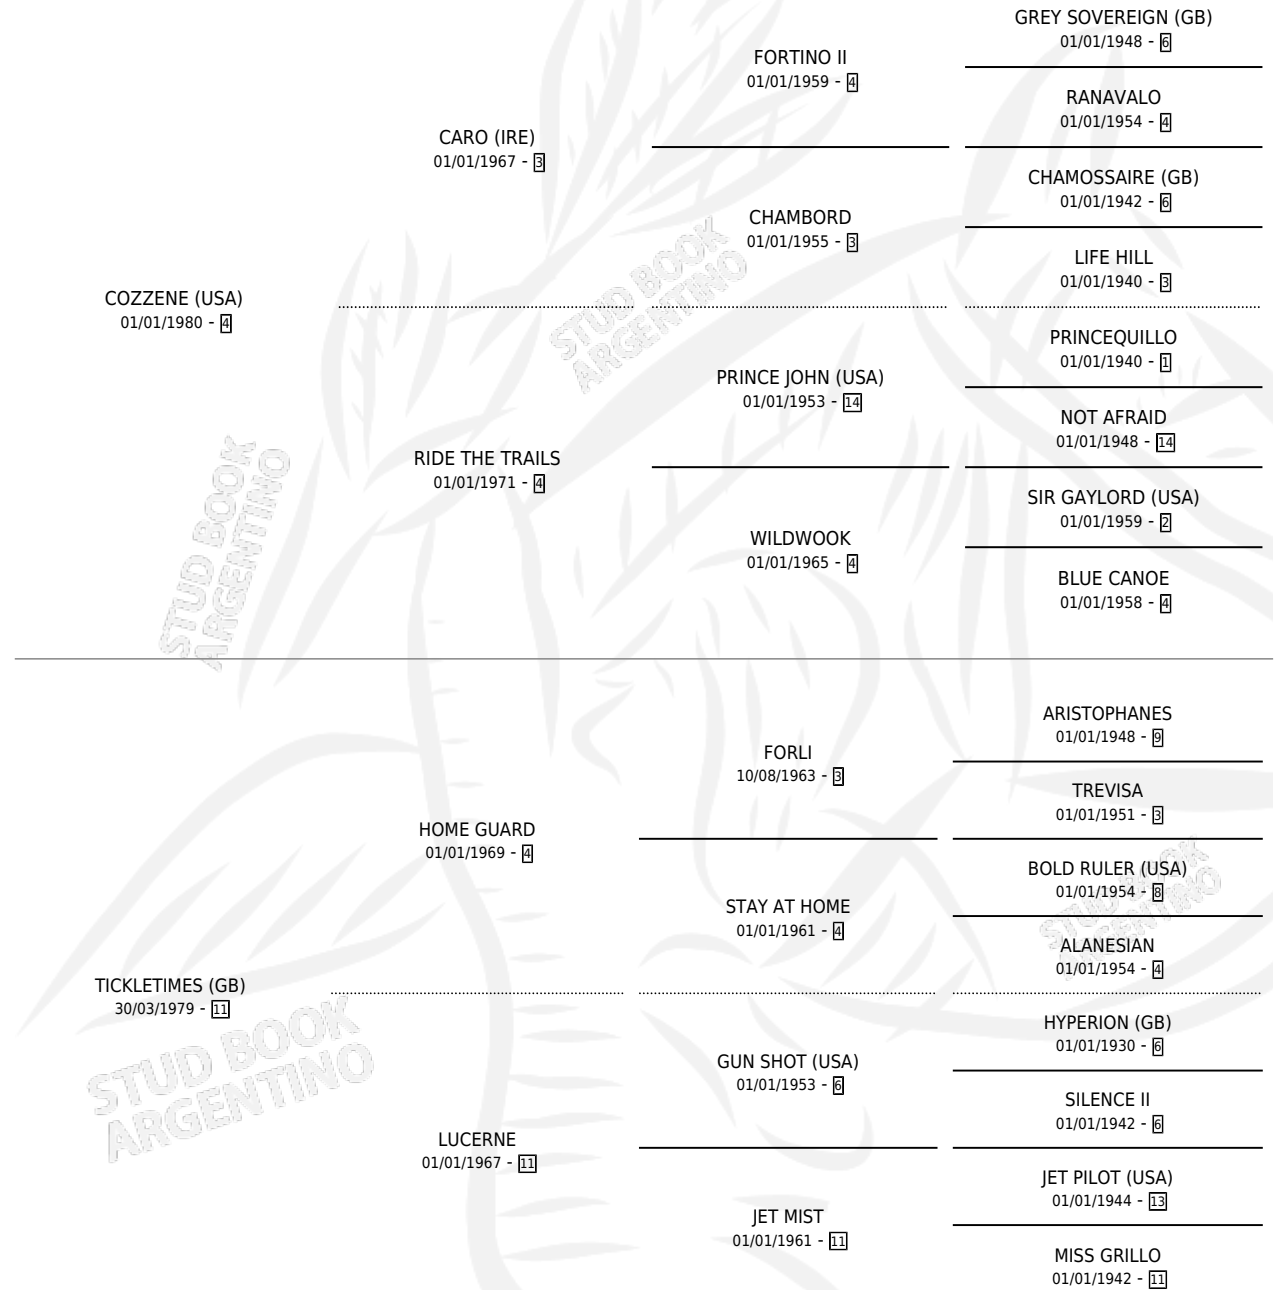 GREY SOVEREIGN (GB)
01/01/1948 - 6
FORTINO II
01/01/1959 - 4
RANAVALO
01/01/1954 - 4
CARO (IRE)
01/01/1967 - 3
CHAMOSSAIRE (GB)
01/01/1942 - 6
CHAMBORD
01/01/1955 - 3
LIFE HILL
01/01/1940 - 3
COZZENE (USA)
01/01/1980 - 4
PRINCEQUILLO
01/01/1940 - 1
PRINCE JOHN (USA)
01/01/1953 - 14
NOT AFRAID
01/01/1948 - 14
RIDE THE TRAILS
01/01/1971 - 4
SIR GAYLORD (USA)
01/01/1959 - 2
WILDWOOK
01/01/1965 - 4
BLUE CANOE
01/01/1958 - 4
ARISTOPHANES
01/01/1948 - 9
FORLI
10/08/1963 - 3
TREVISA
01/01/1951 - 3
HOME GUARD
01/01/1969 - 4
BOLD RULER (USA)
01/01/1954 - 8
STAY AT HOME
01/01/1961 - 4
ALANESIAN
01/01/1954 - 4
TICKLETIMES (GB)
30/03/1979 - 11
HYPERION (GB)
01/01/1930 - 6
GUN SHOT (USA)
01/01/1953 - 6
SILENCE II
01/01/1942 - 6
LUCERNE
01/01/1967 - 11
JET PILOT (USA)
01/01/1944 - 13
JET MIST
01/01/1961 - 11
MISS GRILLO
01/01/1942 - 11
STUD BOOK
ARGENTINO
STUD BOOK
ARGENTINO
STUD BOOK
ARGENTINO
STUD BOOK
ARGENTINO